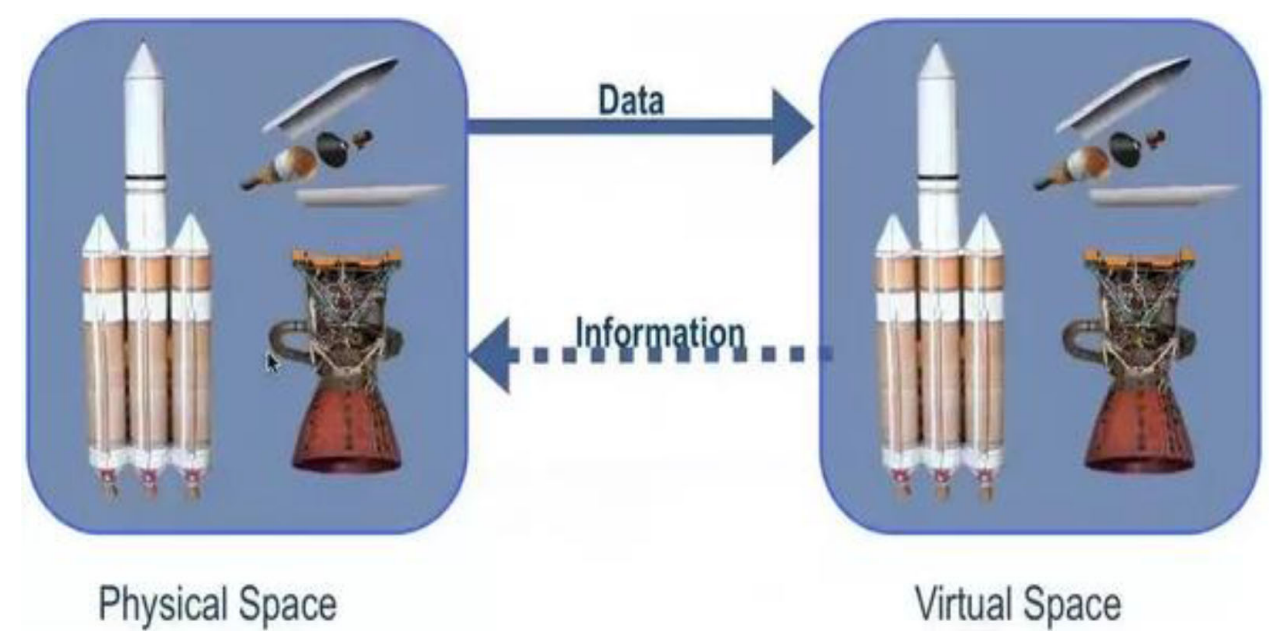 Data
Information
Physical Space
Virtual Space